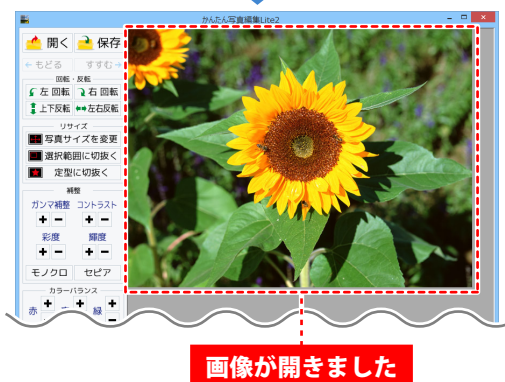 かんたん写真編集Lite2
開く 保存
←もどる すすむ→
回転・反転
左 回転 右 回転
上下反転 左右反転
リサイズ
写真サイズを変更
選択範囲に切抜く
定型に切抜く
補整
ガンマ補整 コントラスト
+ - + -
彩度 輝度
+ - + -
モノクロ セピア
カラーバランス
赤 + + 緑 +
画像が開きました